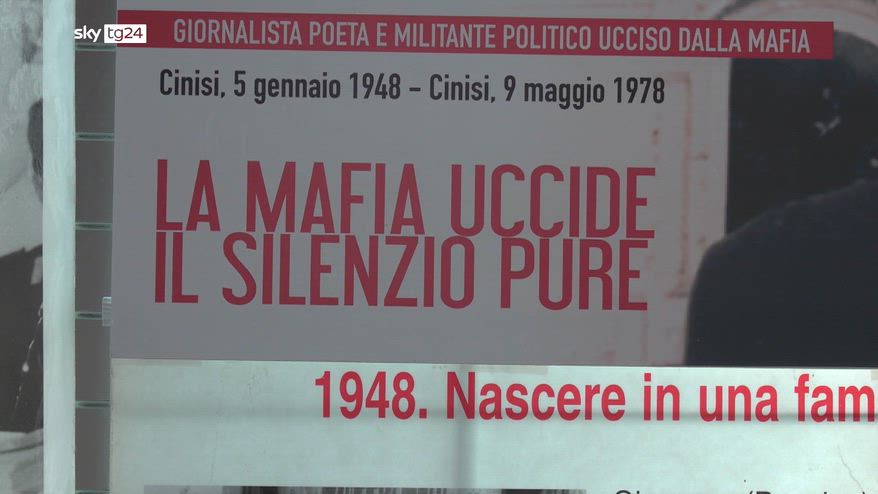 sky tg24
GIORNALISTA POETA E MILITANTE POLITICO UCCISO DALLA MAFIA
Cinisi, 5 gennaio 1948 – Cinisi, 9 maggio 1978
LA MAFIA UCCIDE
IL SILENZIO PURE
1948. Nascere in una fam